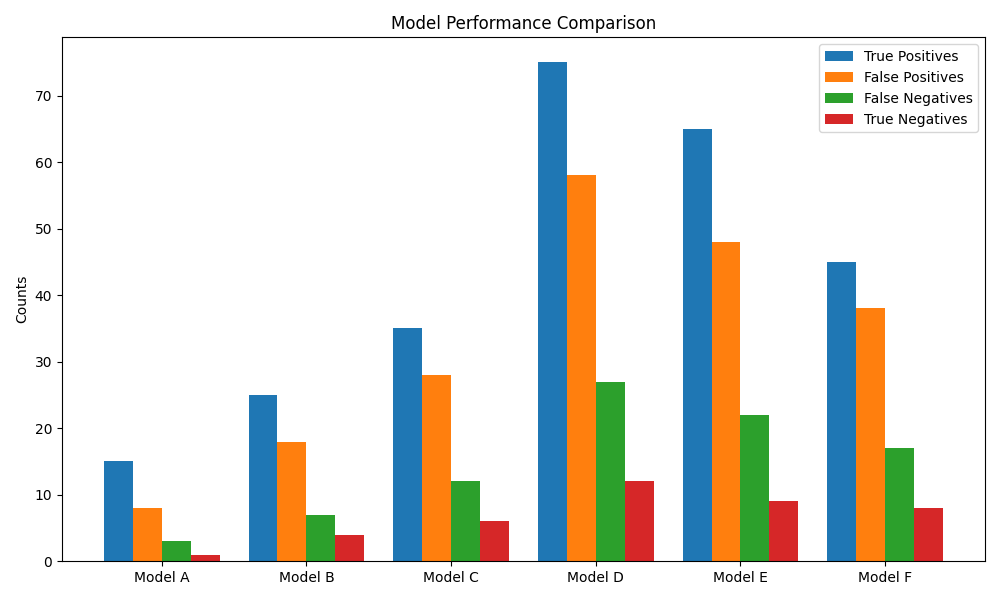 Model Performance Comparison
True Positives
False Positives
False Negatives
True Negatives
Counts
70
60
50
40
30
20
10
0
Model A Model B Model C Model D Model E Model F